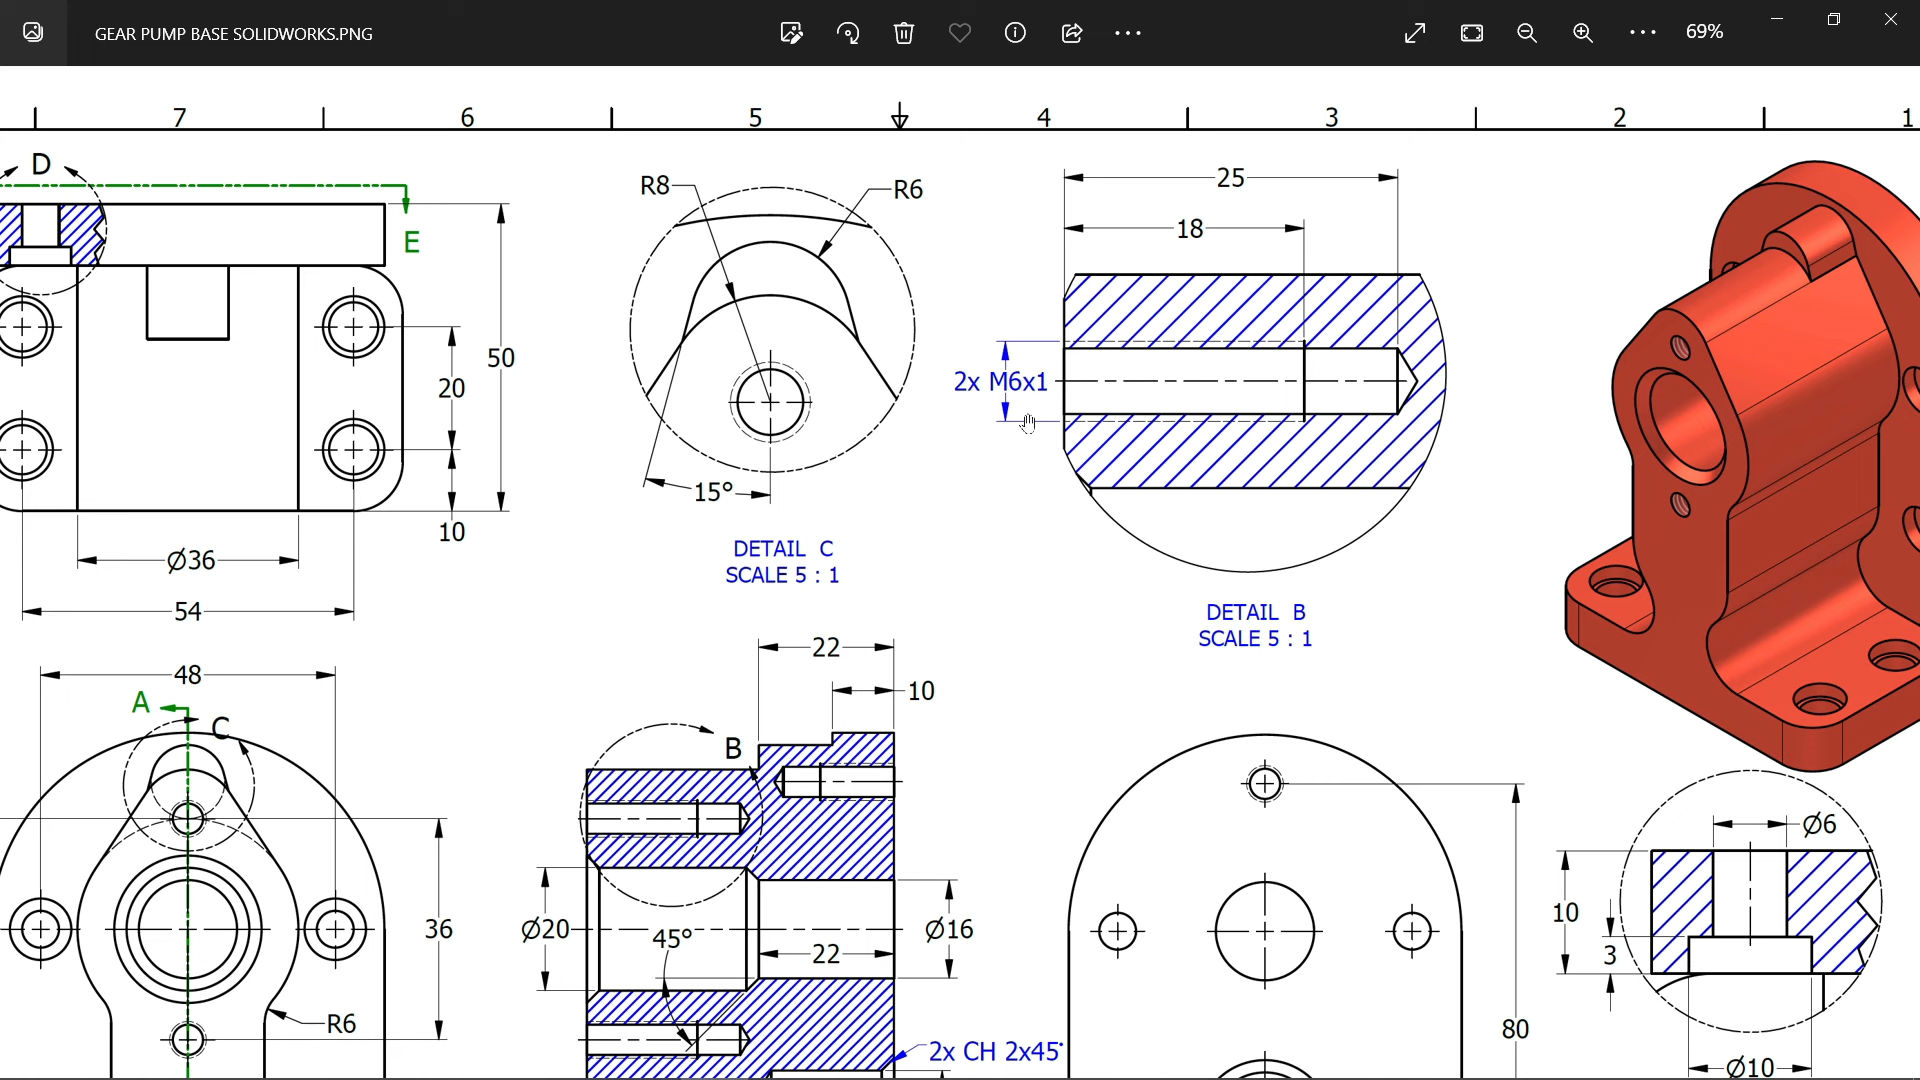 GEAR PUMP BASE SOLIDWORKS.PNG
69%
7 6 5 4 3 2 1
D
E
50
20
10
Ø36
54
R8
R6
15°
DETAIL C
SCALE 5 : 1
25
18
2x M6x1
DETAIL B
SCALE 5 : 1
48
A
C
36
R6
22
10
B
Ø20
45°
22
Ø16
2x CH 2x45°
80
Ø6
10
3
Ø10